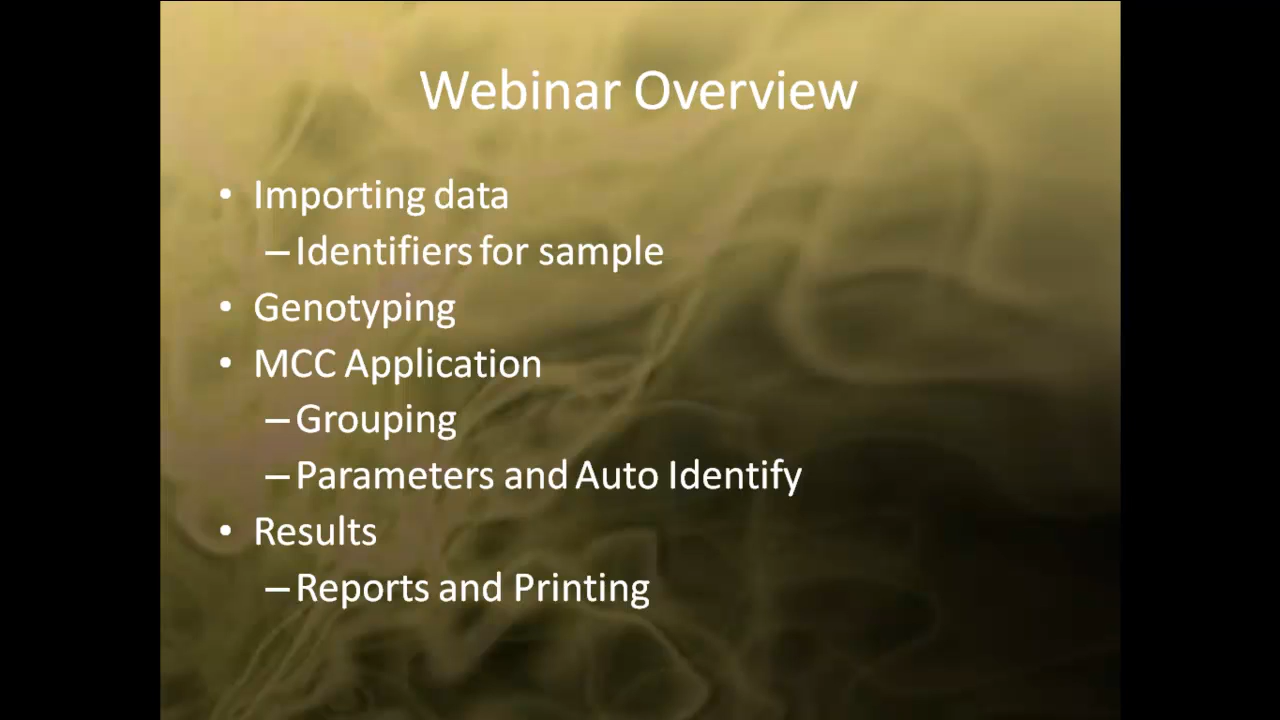 Webinar Overview
• Importing data
– Identifiers for sample
• Genotyping
• MCC Application
– Grouping
– Parameters and Auto Identify
• Results
– Reports and Printing